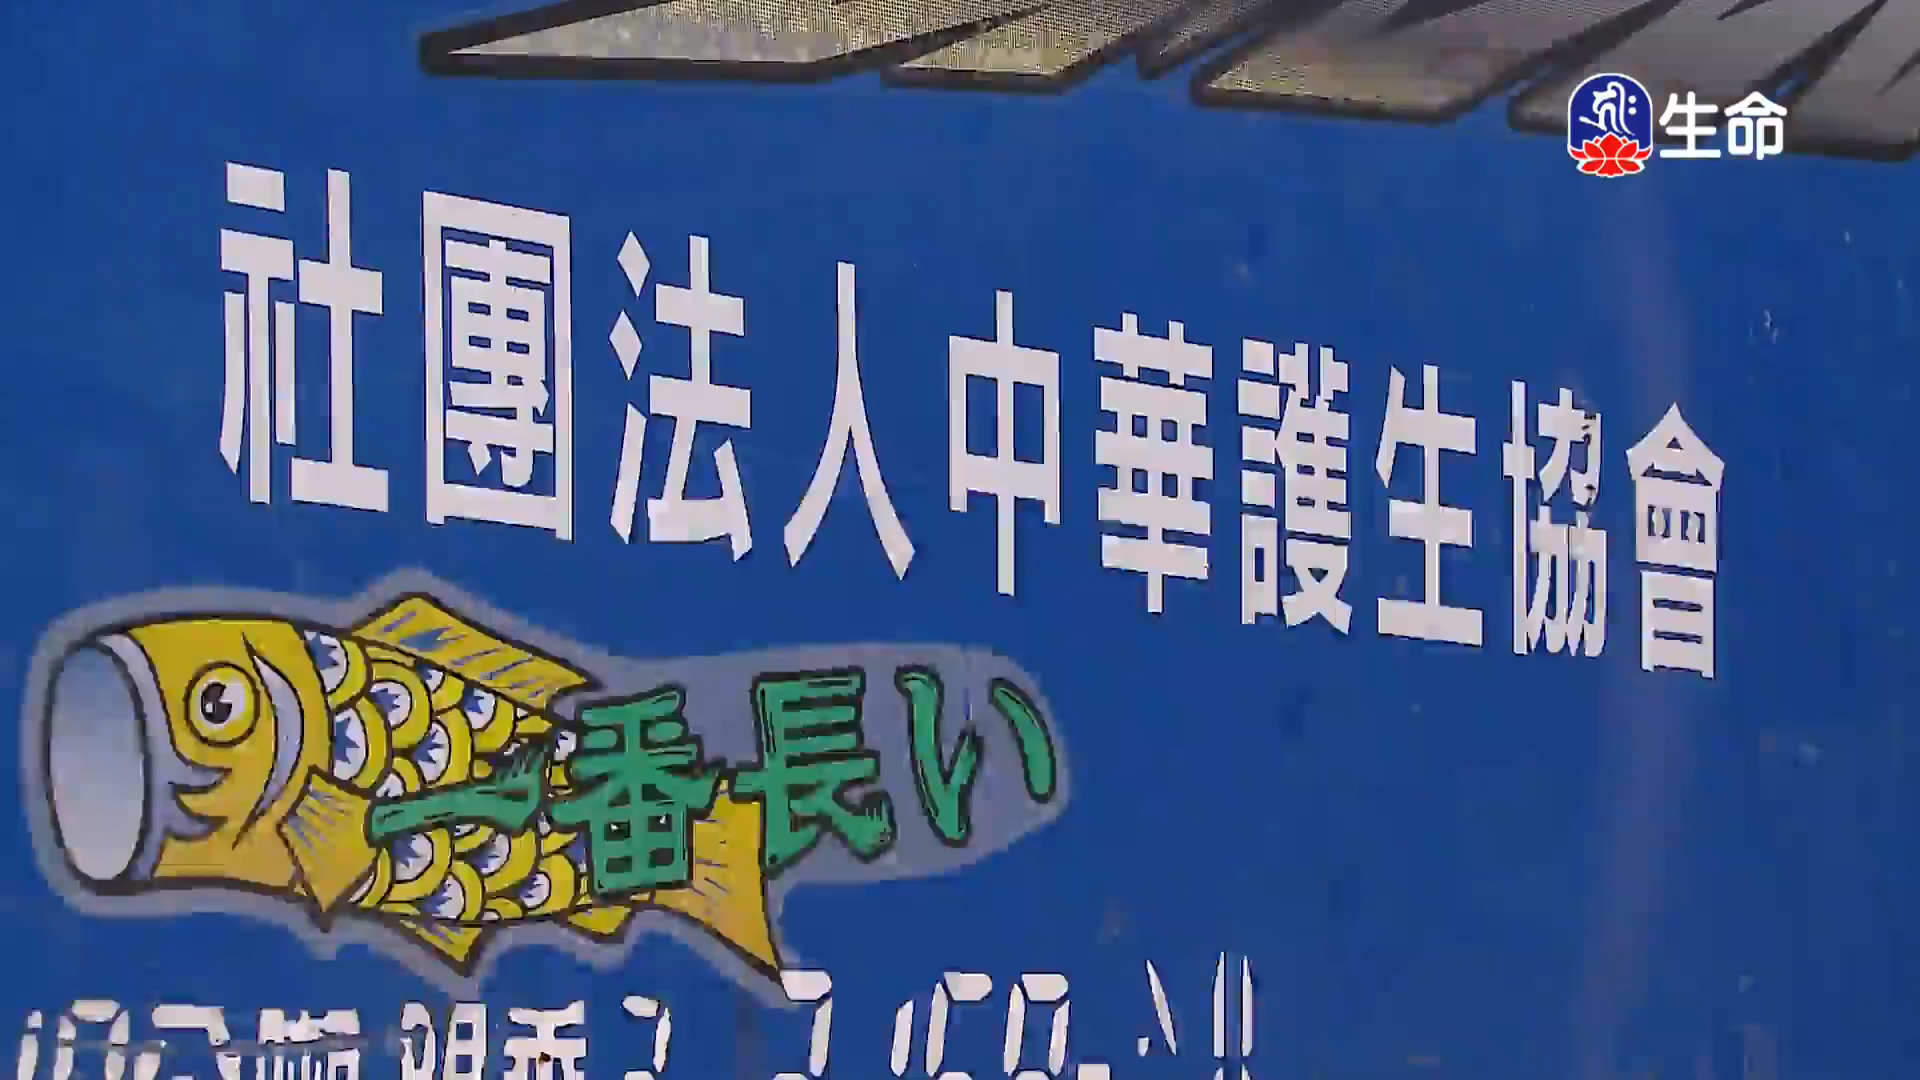 生命
社團法人中華護生協會
一番長い